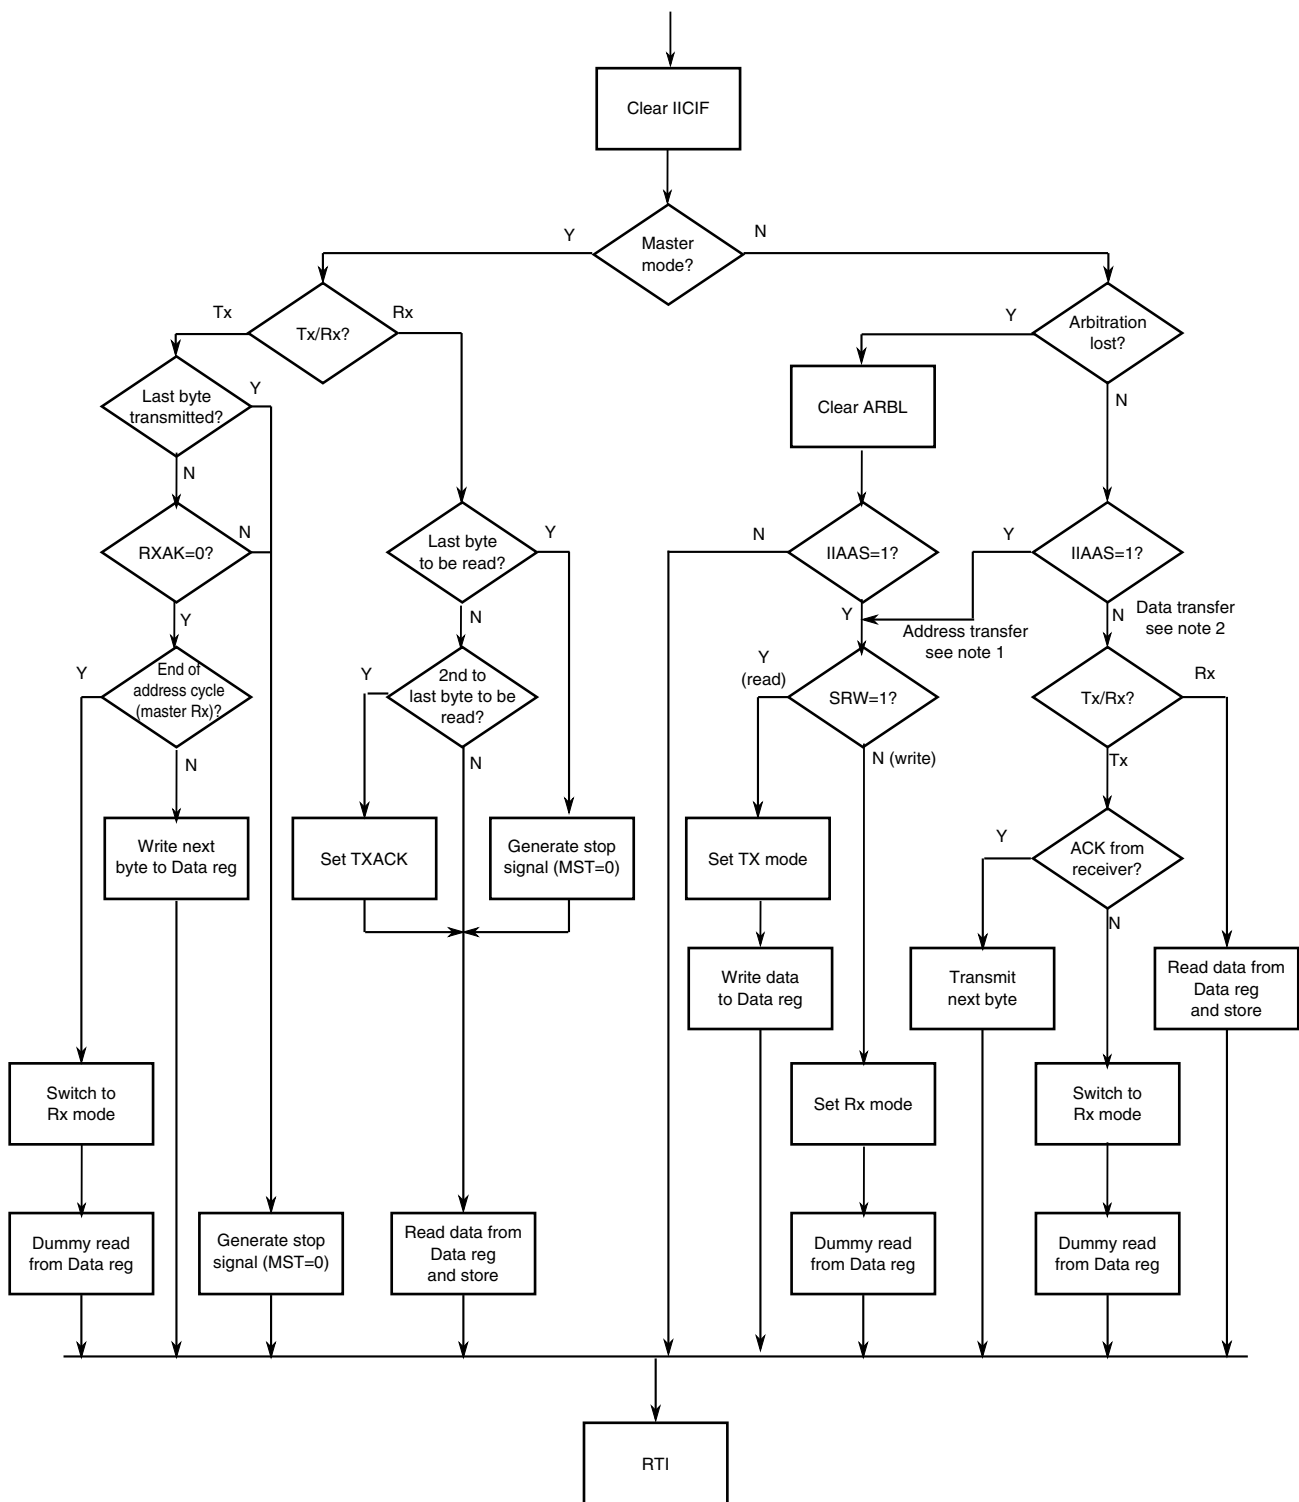 Clear IICIF
Y
Master
mode?
N
Tx
Tx/Rx?
Rx
Y
Arbitration
lost?
Last byte
transmitted?
Y
Clear ARBL
N
N
RXAK=0?
N
Last byte
to be read?
Y
N
IIAAS=1?
Y
IIAAS=1?
Y
N
Y
Address transfer
see note 1
N
Data transfer
see note 2
Y
End of
address cycle
(master Rx)?
Y
2nd to
last byte to be
read?
Y
(read)
SRW=1?
Tx/Rx?
Rx
N
N
N (write)
Tx
Write next
byte to Data reg
Set TXACK
Generate stop
signal (MST=0)
Set TX mode
Y
ACK from
receiver?
N
Write data
to Data reg
Transmit
next byte
Read data from
Data reg
and store
Switch to
Rx mode
Set Rx mode
Switch to
Rx mode
Dummy read
from Data reg
Generate stop
signal (MST=0)
Read data from
Data reg
and store
Dummy read
from Data reg
Dummy read
from Data reg
RTI